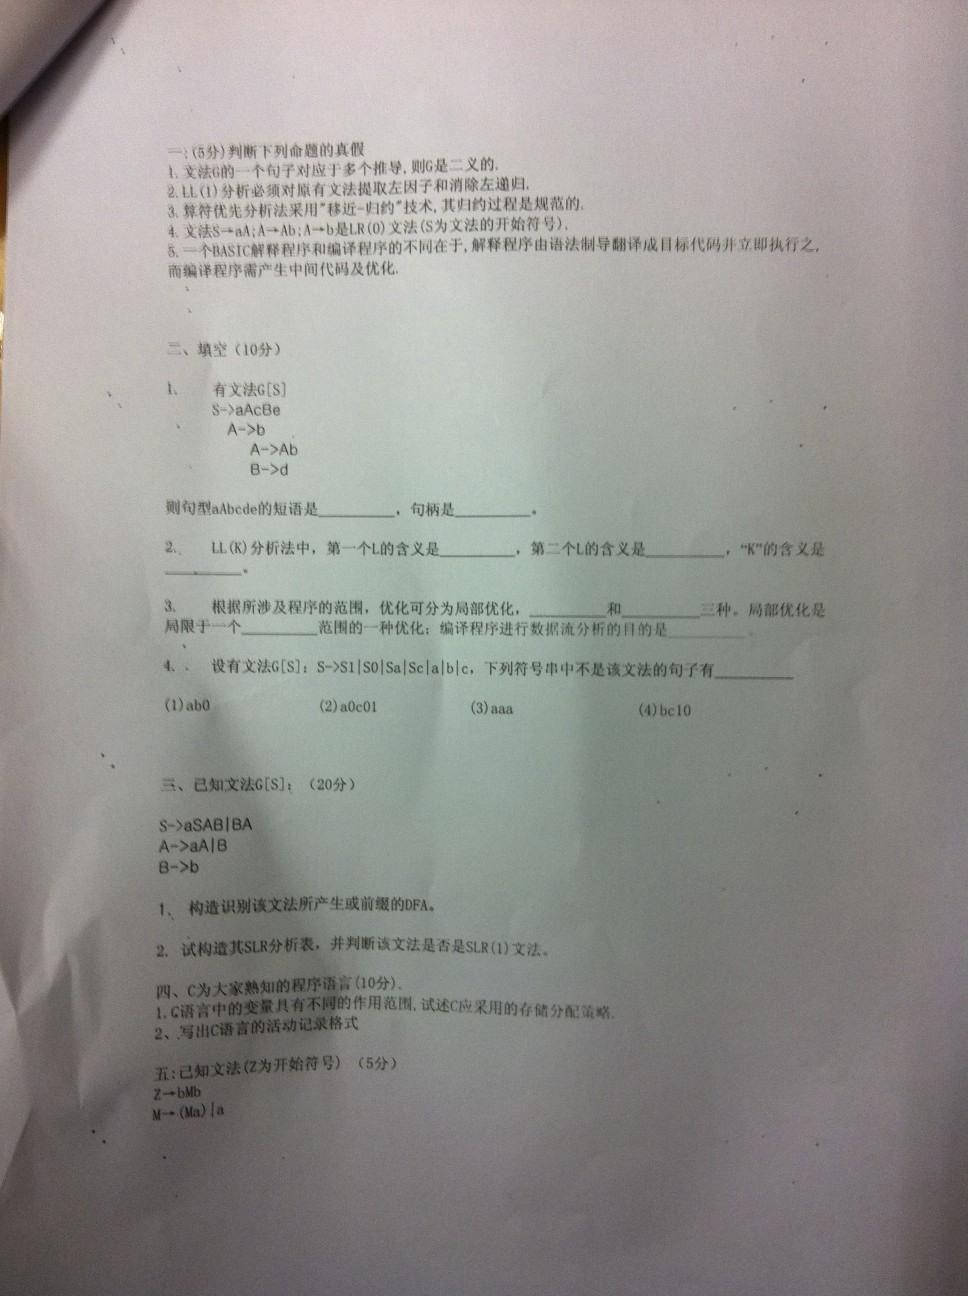 一:(5分)判断下列命题的真假
1. 文法G的一个句子对应于多个推导,则G是二义的.
2.LL(1)分析必须对原有文法提取左因子和消除左递归.
3. 算符优先分析法采用"移近-归约"技术,其归约过程是规范的.
4. 文法S→aA;A→Ab;A→b是LR(0)文法(S为文法的开始符号).
5. 一个BASIC解释程序和编译程序的不同在于,解释程序由语法制导翻译成目标代码并立即执行之,
而编译程序需产生中间代码及优化.
二、填空（10分）
1、 有文法G[S]
S->aAcBe
A->b
A->Ab
B->d
则句型aAbcde的短语是_________，句柄是_________。
2、 LL(K)分析法中，第一个L的含义是_________，第二个L的含义是_________，“K”的含义是
_________。
3、 根据所涉及程序的范围，优化可分为局部优化，_________和_________三种。局部优化是
局限于一个_________范围的一种优化；编译程序进行数据流分析的目的是_________.
4、 设有文法G[S]：S->S1|S0|Sa|Sc|a|b|c，下列符号串中不是该文法的句子有_________
(1)ab0 (2)a0c01 (3)aaa (4)bc10
三、已知文法G[S]：（20分）
S->aSAB|BA
A->aA|B
B->b
1、 构造识别该文法所产生或前缀的DFA。
2. 试构造其SLR分析表，并判断该文法是否是SLR(1)文法。
四、C为大家熟知的程序语言(10分).
1.C语言中的变量具有不同的作用范围,试述C应采用的存储分配策略.
2、写出C语言的活动记录格式
五:已知文法(Z为开始符号)（5分）
Z→bMb
M→(Ma)|a